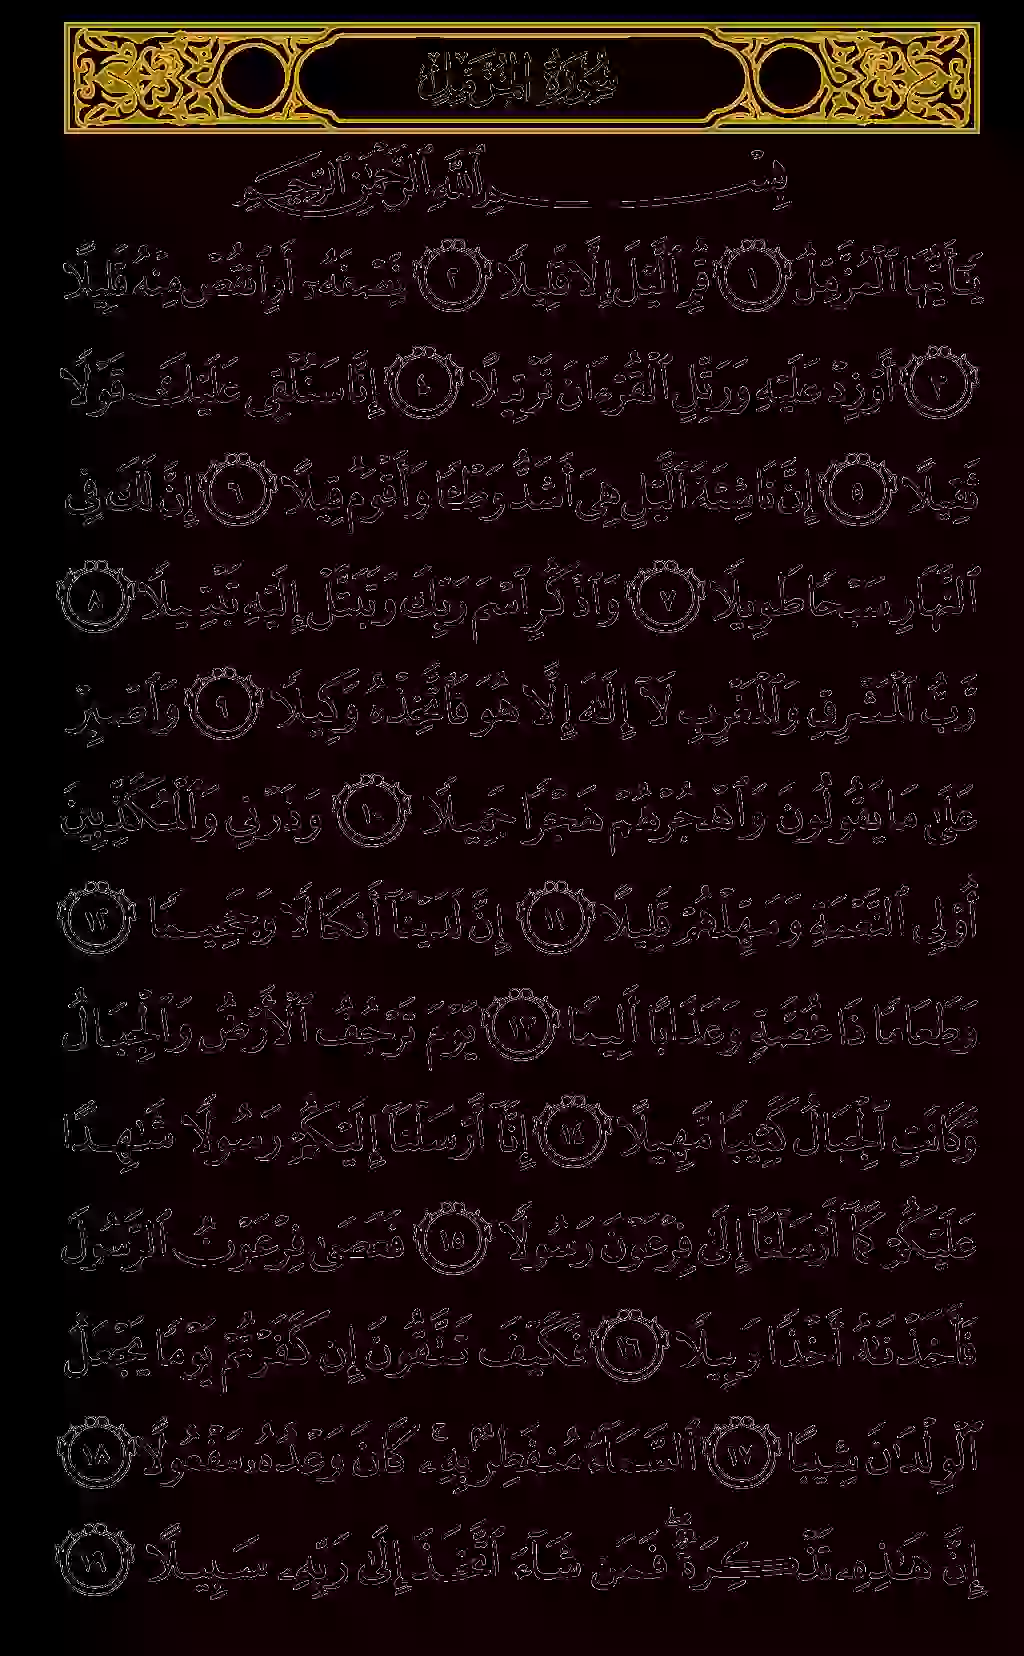 سُورَةُ المُزَّمِّلِ
بِسْمِ ٱللَّهِ ٱلرَّحْمَٰنِ ٱلرَّحِيمِ
يَـٰٓأَيُّهَا ٱلْمُزَّمِّلُ ١ قُمِ ٱلَّيْلَ إِلَّا قَلِيلًا ٢ نِّصْفَهُۥٓ أَوِ ٱنقُصْ مِنْهُ قَلِيلًا
٣ أَوْ زِدْ عَلَيْهِ وَرَتِّلِ ٱلْقُرْءَانَ تَرْتِيلًا ٤ إِنَّا سَنُلْقِى عَلَيْكَ قَوْلًا
ثَقِيلًا ٥ إِنَّ نَاشِئَةَ ٱلَّيْلِ هِىَ أَشَدُّ وَطْـًٔا وَأَقْوَمُ قِيلًا ٦ إِنَّ لَكَ فِى
ٱلنَّهَارِ سَبْحًا طَوِيلًا ٧ وَٱذْكُرِ ٱسْمَ رَبِّكَ وَتَبَتَّلْ إِلَيْهِ تَبْتِيلًا ٨
رَّبُّ ٱلْمَشْرِقِ وَٱلْمَغْرِبِ لَآ إِلَـٰهَ إِلَّا هُوَ فَٱتَّخِذْهُ وَكِيلًا ٩ وَٱصْبِرْ
عَلَىٰ مَا يَقُولُونَ وَٱهْجُرْهُمْ هَجْرًا جَمِيلًا ١٠ وَذَرْنِى وَٱلْمُكَذِّبِينَ
أُو۟لِى ٱلنَّعْمَةِ وَمَهِّلْهُمْ قَلِيلًا ١١ إِنَّ لَدَيْنَآ أَنكَالًا وَجَحِيمًا ١٢
وَطَعَامًا ذَا غُصَّةٍ وَعَذَابًا أَلِيمًا ١٣ يَوْمَ تَرْجُفُ ٱلْأَرْضُ وَٱلْجِبَالُ
وَكَانَتِ ٱلْجِبَالُ كَثِيبًا مَّهِيلًا ١٤ إِنَّآ أَرْسَلْنَآ إِلَيْكُمْ رَسُولًا شَـٰهِدًا
عَلَيْكُمْ كَمَآ أَرْسَلْنَآ إِلَىٰ فِرْعَوْنَ رَسُولًا ١٥ فَعَصَىٰ فِرْعَوْنُ ٱلرَّسُولَ
فَأَخَذْنَـٰهُ أَخْذًا وَبِيلًا ١٦ فَكَيْفَ تَتَّقُونَ إِن كَفَرْتُمْ يَوْمًا يَجْعَلُ
ٱلْوِلْدَٰنَ شِيبًا ١٧ ٱلسَّمَآءُ مُنفَطِرٌۢ بِهِۦ ۚ كَانَ وَعْدُهُۥ مَفْعُولًا ١٨
إِنَّ هَـٰذِهِۦ تَذْكِرَةٌ ۖ فَمَن شَآءَ ٱتَّخَذَ إِلَىٰ رَبِّهِۦ سَبِيلًا ١٩